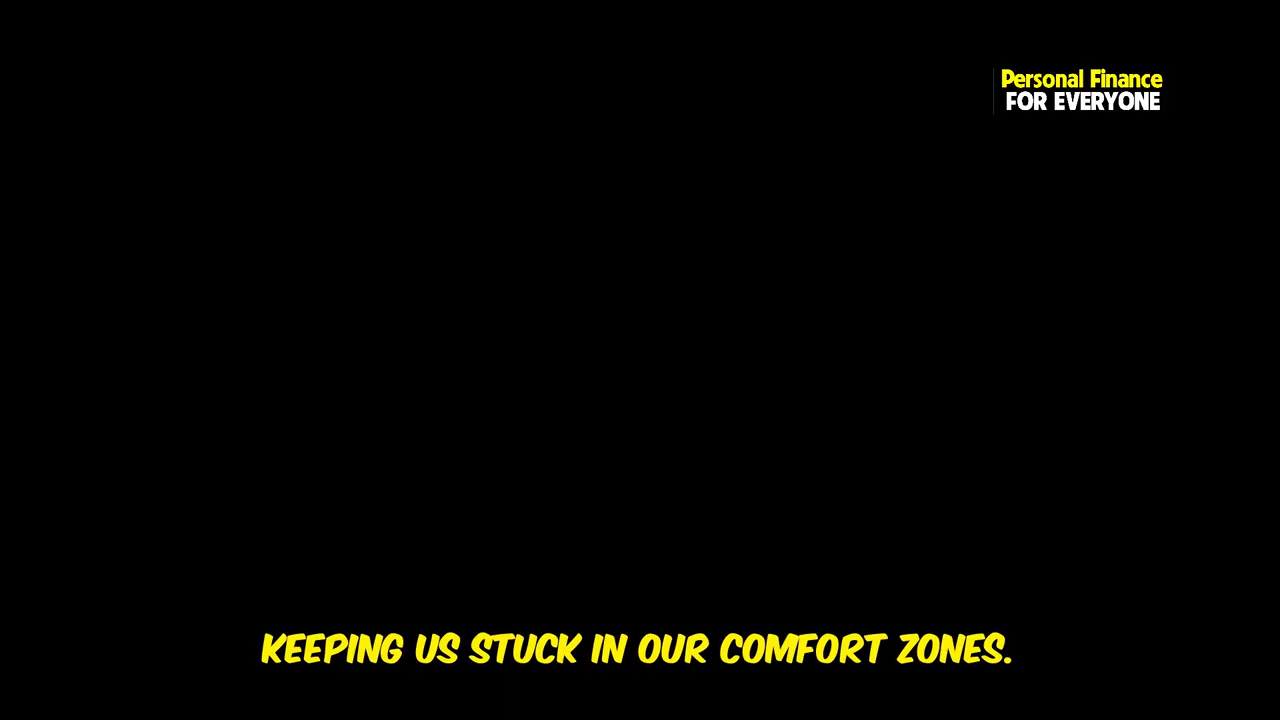 Personal Finance
FOR EVERYONE
KEEPING US STUCK IN OUR COMFORT ZONES.